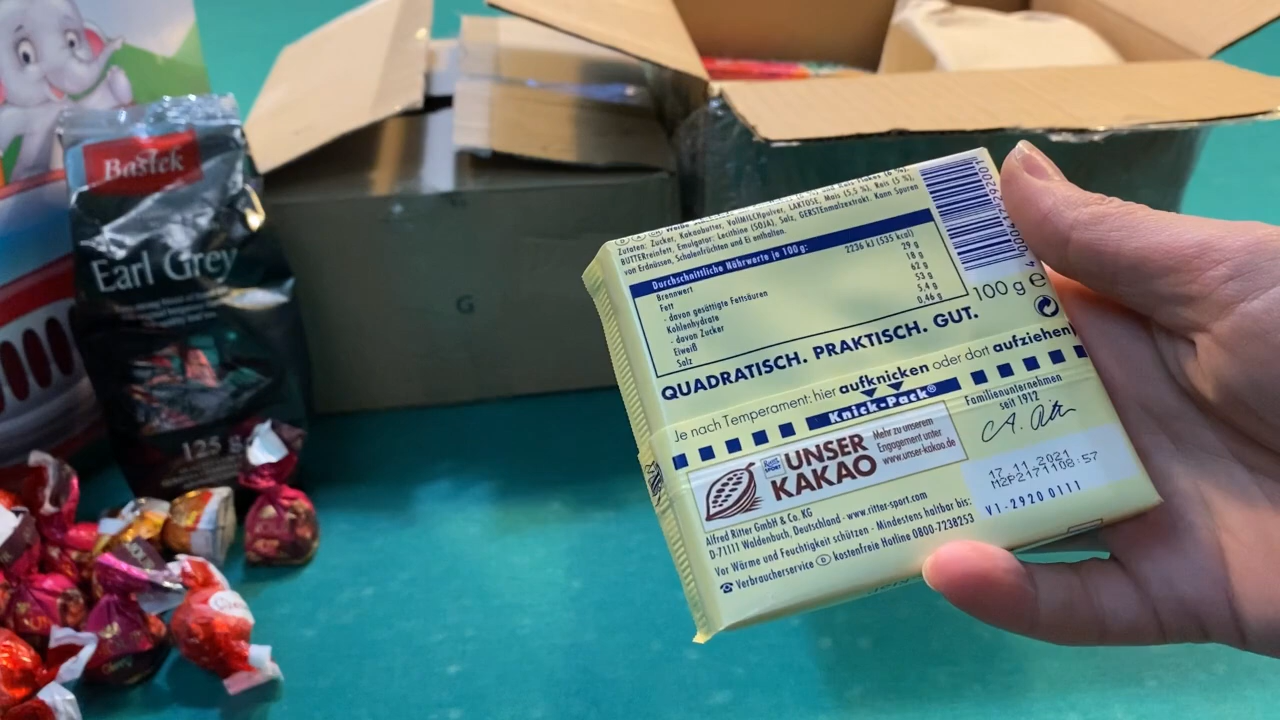 Bastek
Earl Grey
125 g
G
Zutaten: Zucker, Kakaobutter, VollMILCHpulver, LAKTOSE, Mais (5,5 %), Reis (5 %),
BUTTERreinfett, Emulgator: Lecithine (SOJA), Salz, GERSTEnmalzextrakt. Kann Spuren
von Erdnüssen, Schalenfrüchten und Ei enthalten.
Durchschnittliche Nährwerte je 100 g:
Brennwert 2236 kJ (535 kcal)
Fett 29 g
- davon gesättigte Fettsäuren 18 g
Kohlenhydrate 62 g
- davon Zucker 53 g
Eiweiß 5,4 g
Salz 0,46 g
100 g e
QUADRATISCH. PRAKTISCH. GUT.
Je nach Temperament: hier aufknicken oder dort aufziehen!
Knick-Pack®
Familienunternehmen
seit 1912
A. Ritter
Ritter
SPORT
UNSER
KAKAO
Mehr zu unserem
Engagement unter
www.unser-kakao.de
17.11.2021
M2P2171108:57
V1-2920 0111
Alfred Ritter GmbH & Co. KG
D-71111 Waldenbuch, Deutschland · www.ritter-sport.com
Vor Wärme und Feuchtigkeit schützen · Mindestens haltbar bis:
Verbraucherservice D kostenfreie Hotline 0800-7238253